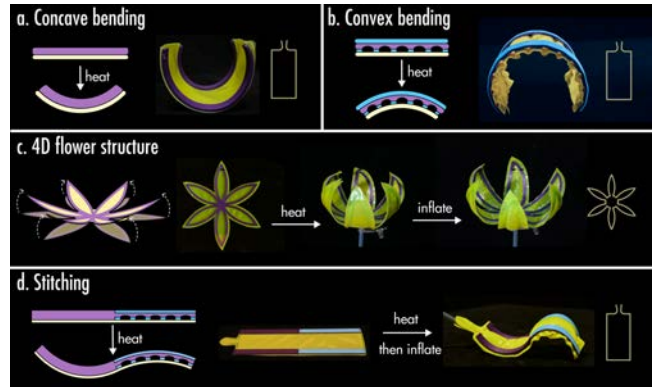 a. Concave bending
heat
b. Convex bending
heat
c. 4D flower structure
heat
inflate
d. Stitching
heat
heat
then inflate